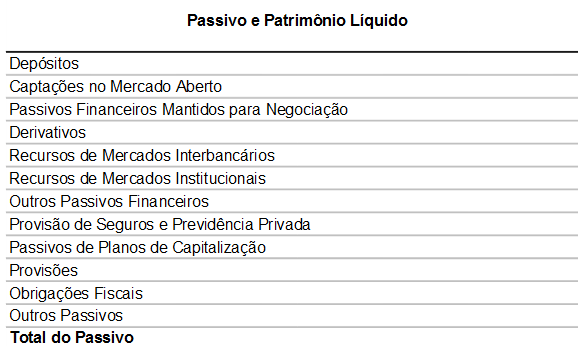 Passivo e Patrimônio Líquido
Depósitos
Captações no Mercado Aberto
Passivos Financeiros Mantidos para Negociação
Derivativos
Recursos de Mercados Interbancários
Recursos de Mercados Institucionais
Outros Passivos Financeiros
Provisão de Seguros e Previdência Privada
Passivos de Planos de Capitalização
Provisões
Obrigações Fiscais
Outros Passivos
Total do Passivo